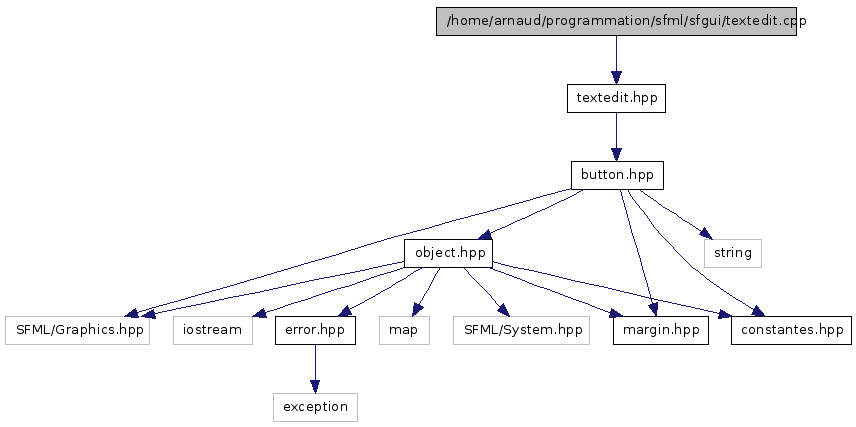 /home/arnaud/programmation/sfml/sfgui/textedit.cpp
textedit.hpp
button.hpp
object.hpp
string
SFML/Graphics.hpp
iostream
error.hpp
map
SFML/System.hpp
margin.hpp
constantes.hpp
exception